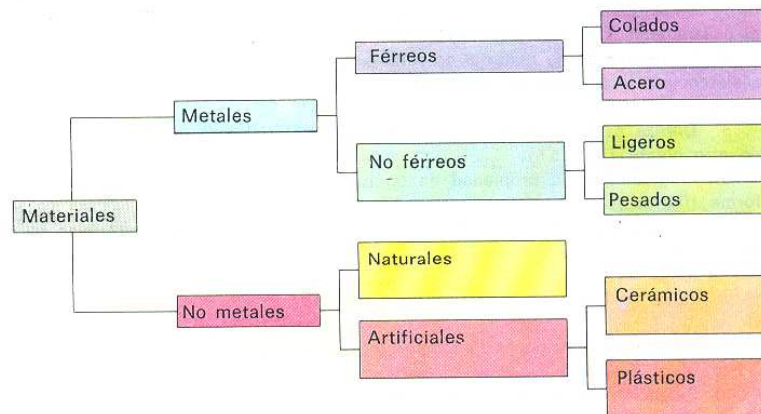 Materiales
Metales
Férreos
Colados
Acero
No férreos
Ligeros
Pesados
No metales
Naturales
Artificiales
Cerámicos
Plásticos